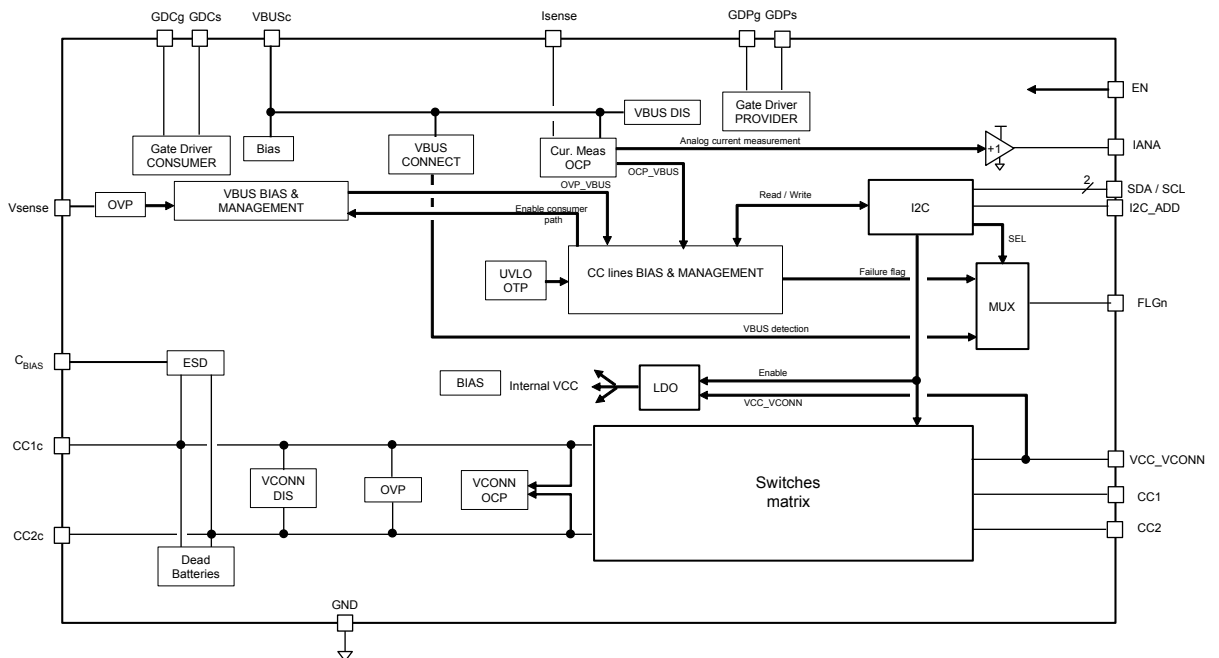 GDCg GDCs
VBUSc
Isense
GDPg GDPs
EN
VBUS DIS
Gate Driver
PROVIDER
Gate Driver
CONSUMER
Bias
VBUS
CONNECT
Cur. Meas
OCP
Analog current measurement
+1
IANA
OVP_VBUS
OCP_VBUS
Vsense
OVP
VBUS BIAS &
MANAGEMENT
Enable consumer
path
Read / Write
I2C
2
SDA / SCL
I2C_ADD
SEL
UVLO
OTP
CC lines BIAS & MANAGEMENT
Failure flag
MUX
FLGn
VBUS detection
CBIAS
ESD
BIAS
Internal VCC
LDO
Enable
VCC_VCONN
CC1c
VCONN
DIS
OVP
VCONN
OCP
Switches
matrix
VCC_VCONN
CC1
CC2
CC2c
Dead
Batteries
GND